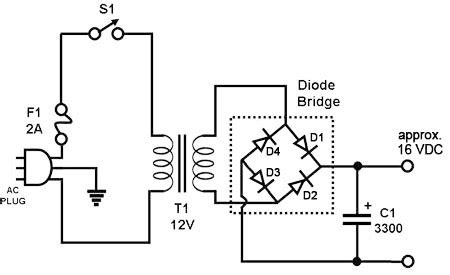 S1
F1
2A
AC
PLUG
T1
12V
Diode
Bridge
D4
D1
D3
D2
approx.
16 VDC
+
C1
3300